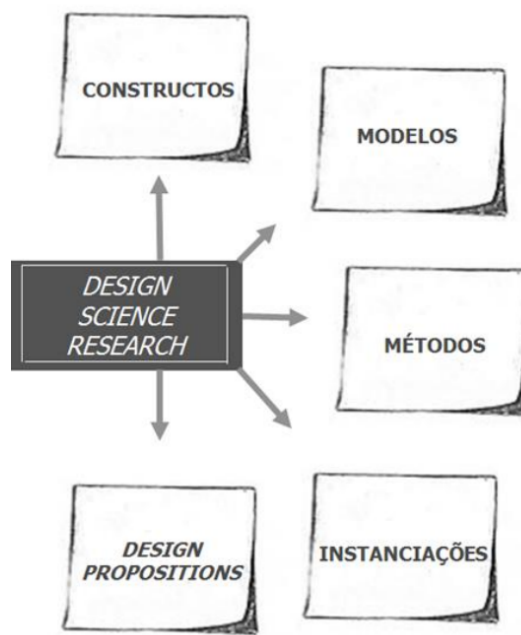 CONSTRUCTOS
MODELOS
DESIGN
SCIENCE
RESEARCH
MÉTODOS
DESIGN
PROPOSITIONS
INSTANCIAÇÕES